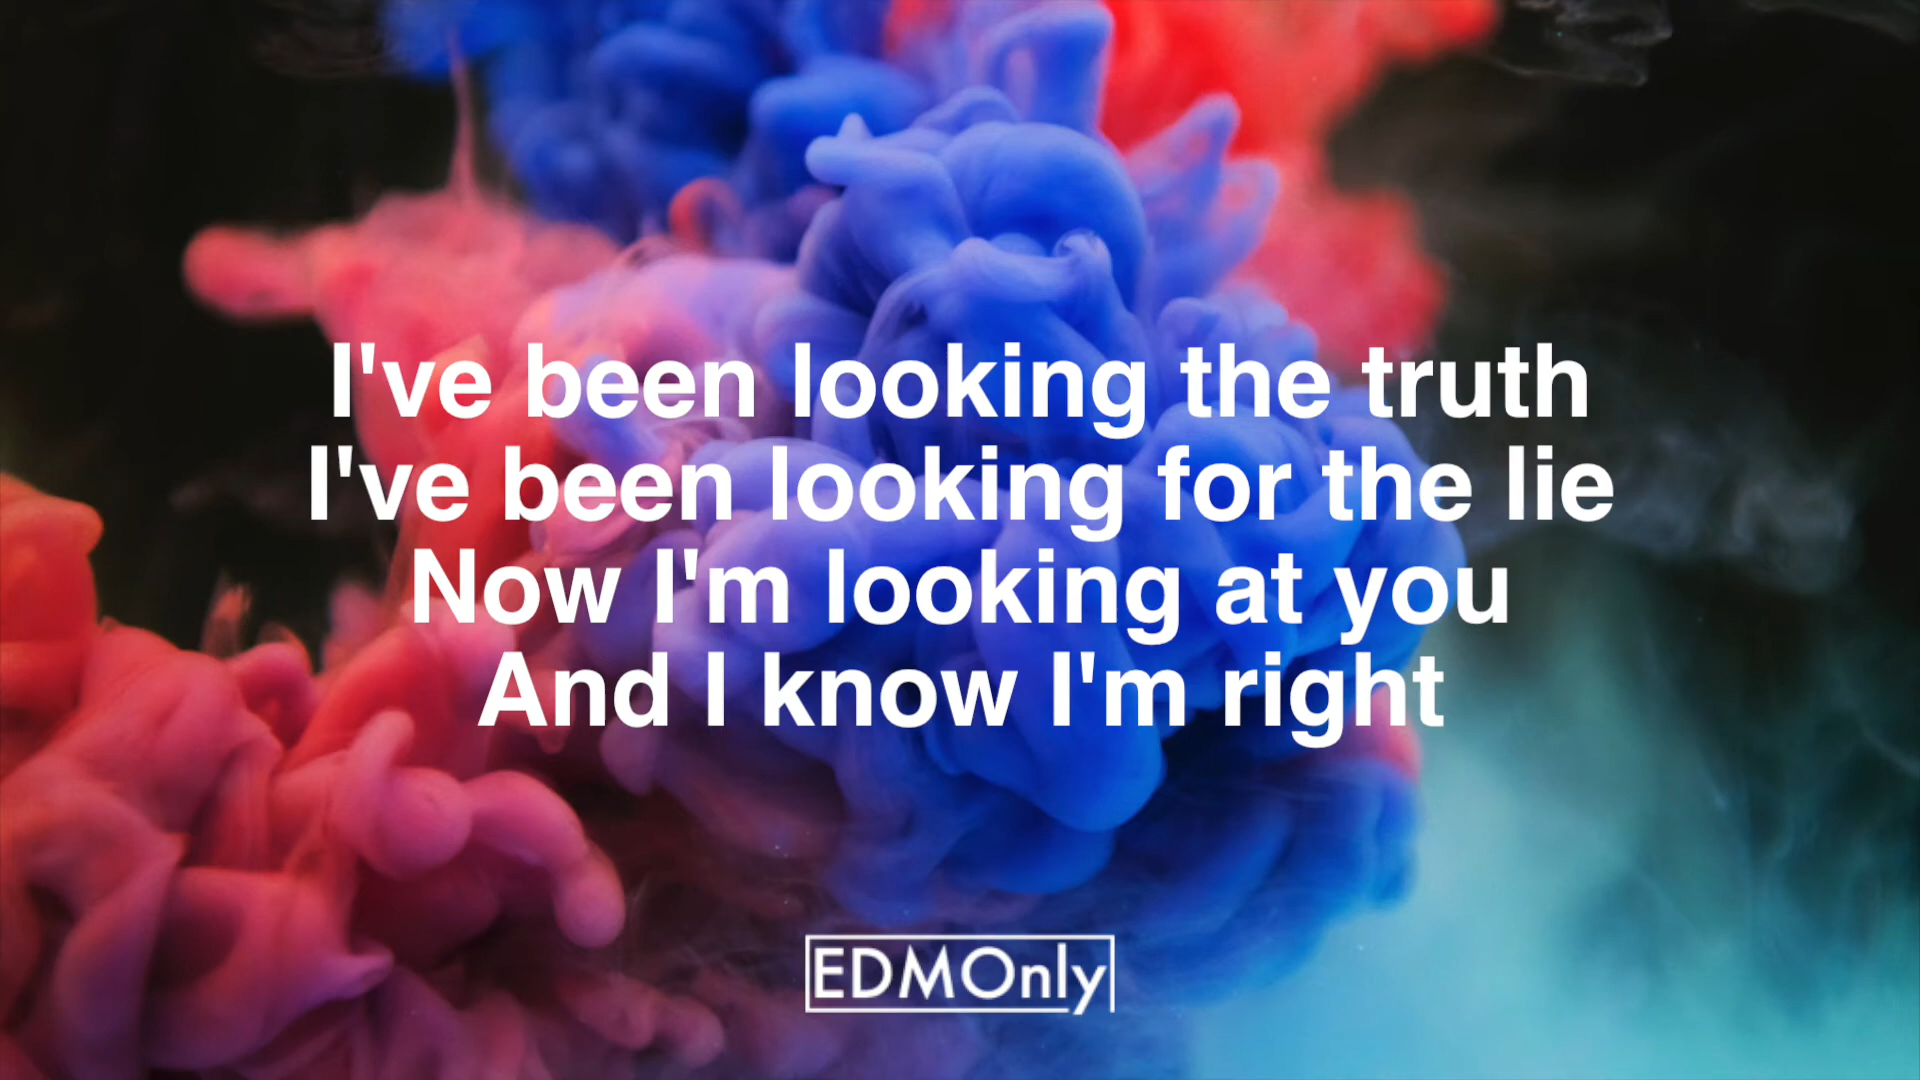 I've been looking the truth
I've been looking for the lie
Now I'm looking at you
And I know I'm right
EDMOnly